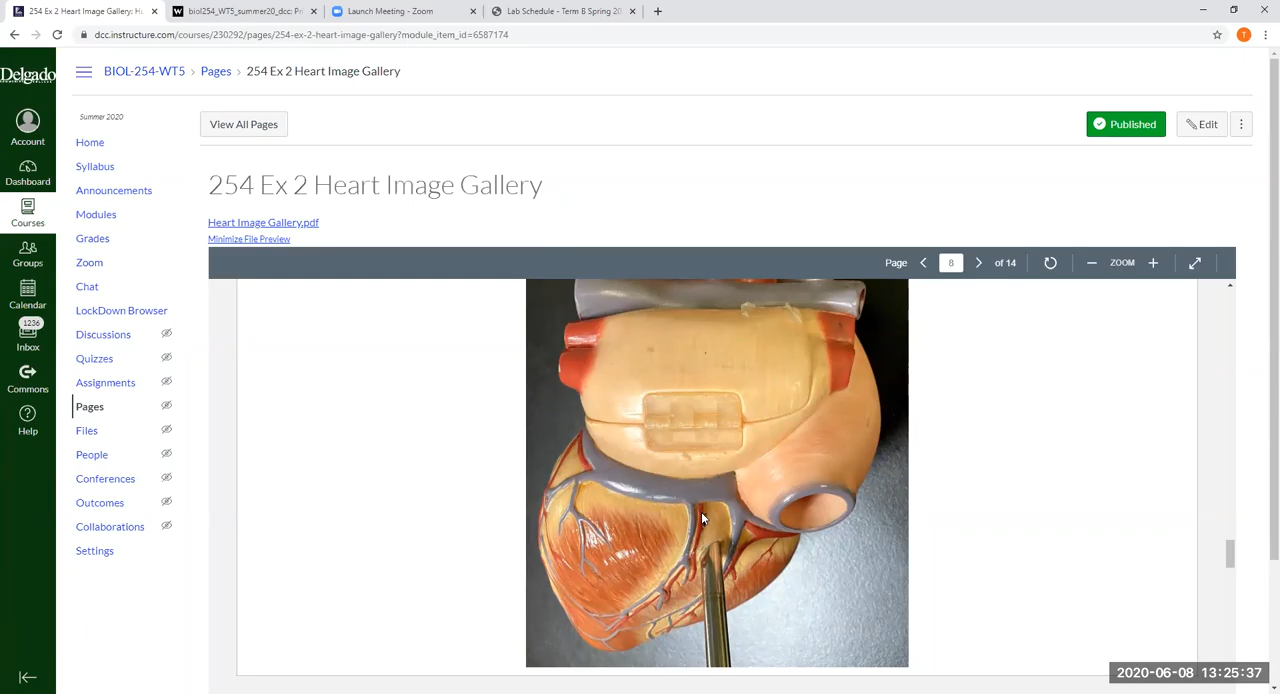 254 Ex 2 Heart Image Gallery: Hu
biol254_WT5_summer20_dcc: Pri
Launch Meeting - Zoom
Lab Schedule - Term B Spring 20
dcc.instructure.com/courses/230292/pages/254-ex-2-heart-image-gallery?module_item_id=6587174
T
Delgado
BIOL-254-WT5 › Pages › 254 Ex 2 Heart Image Gallery
Account
Dashboard
Courses
Groups
Calendar
1236
Inbox
Commons
Help
Summer 2020
Home
Syllabus
Announcements
Modules
Grades
Zoom
Chat
LockDown Browser
Discussions
Quizzes
Assignments
Pages
Files
People
Conferences
Outcomes
Collaborations
Settings
View All Pages
Published
Edit
254 Ex 2 Heart Image Gallery
Heart Image Gallery.pdf
Minimize File Preview
Page 8 of 14 ZOOM
2020-06-08 13:25:37